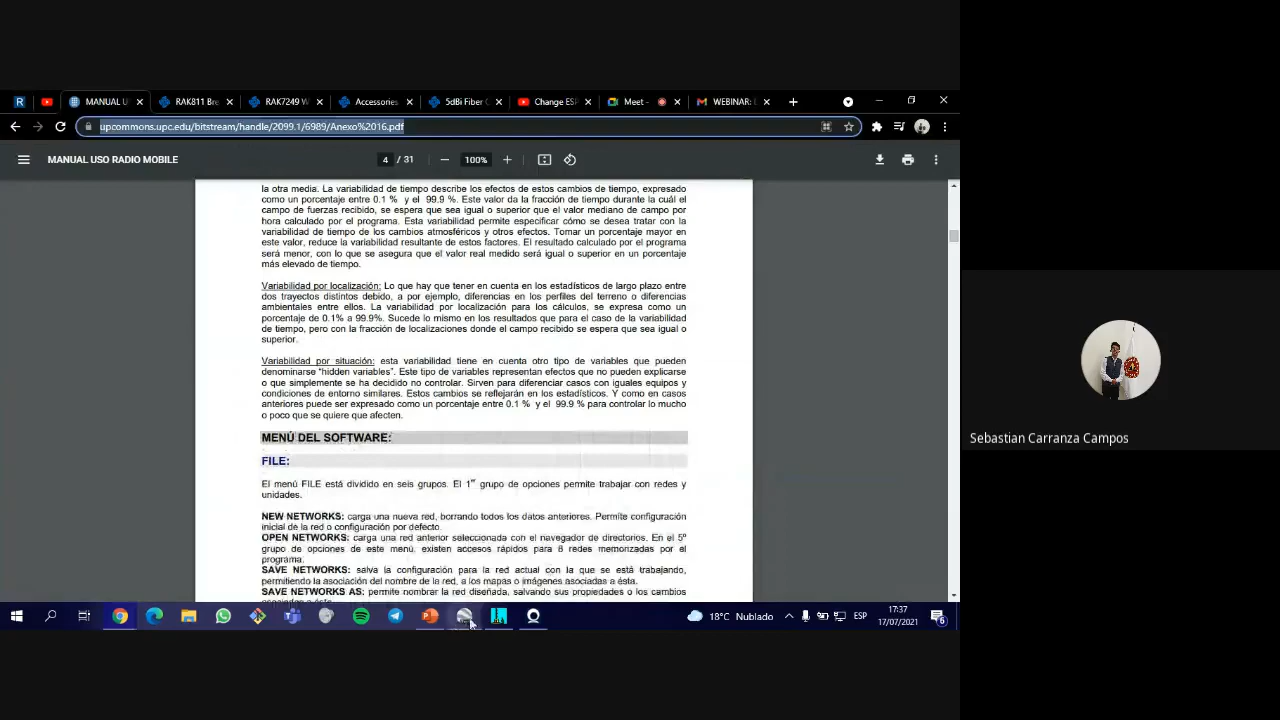 MANUAL U
RAK811 Bre
RAK7249 W
Accessories
5dBi Fiber
Change ESP
Meet -
WEBINAR:
upcommons.upc.edu/bitstream/handle/2099.1/6989/Anexo%2016.pdf
MANUAL USO RADIO MOBILE
4 / 31
100%
la otra media. La variabilidad de tiempo describe los efectos de estos cambios de tiempo, expresado
como un porcentaje entre 0.1 % y el 99.9 %. Este valor da la fracción de tiempo durante la cuál el
campo de fuerzas recibido, se espera que sea igual o superior que el valor mediano de campo por
hora calculado por el programa. Esta variabilidad permite especificar cómo se desea tratar con la
variabilidad de tiempo de los cambios atmosféricos y otros efectos. Tomar un porcentaje mayor en
este valor, reduce la variabilidad resultante de estos factores. El resultado calculado por el programa
será menor, con lo que se asegura que el valor real medido será igual o superior en un porcentaje
más elevado de tiempo.
Variabilidad por localización: Lo que hay que tener en cuenta en los estadísticos de largo plazo entre
dos trayectos distintos debido, a por ejemplo, diferencias en los perfiles del terreno o diferencias
ambientales entre ellos. La variabilidad por localización para los cálculos, se expresa como un
porcentaje de 0.1% a 99.9%. Sucede lo mismo en los resultados que para el caso de la variabilidad
de tiempo, pero con la fracción de localizaciones donde el campo recibido se espera que sea igual o
superior.
Variabilidad por situación: esta variabilidad tiene en cuenta otro tipo de variables que pueden
denominarse “hidden variables”. Este tipo de variables representan efectos que no pueden explicarse
o que simplemente se ha decidido no controlar. Sirven para diferenciar casos con iguales equipos y
condiciones de entorno similares. Estos cambios se reflejarán en los estadísticos. Y como en casos
anteriores puede ser expresado como un porcentaje entre 0.1 % y el 99.9 % para controlar lo mucho
o poco que se quiere que afecten.
MENÚ DEL SOFTWARE:
FILE:
El menú FILE está dividido en seis grupos. El 1er grupo de opciones permite trabajar con redes y
unidades.
NEW NETWORKS: carga una nueva red, borrando todos los datos anteriores. Permite configuración
inicial de la red o configuración por defecto.
OPEN NETWORKS: carga una red anterior seleccionada con el navegador de directorios. En el 5º
grupo de opciones de este menú, existen accesos rápidos para 8 redes memorizadas por el
programa.
SAVE NETWORKS: salva la configuración para la red actual con la que se está trabajando,
permitiendo la asociación del nombre de la red, a los mapas o imágenes asociadas a ésta.
SAVE NETWORKS AS: permite nombrar la red diseñada, salvando sus propiedades o los cambios
Sebastian Carranza Campos
18°C Nublado
ESP
17:37
17/07/2021
6